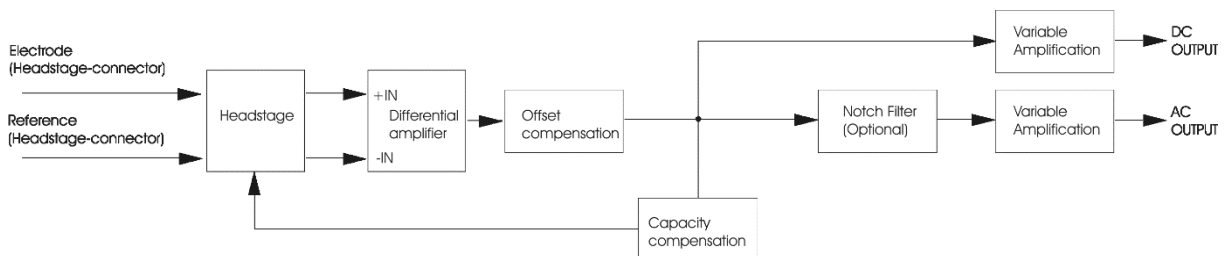 Electrode
(Headstage-connector)
Reference
(Headstage-connector)
Headstage
+IN
Differential
amplifier
-IN
Offset
compensation
Capacity
compensation
Variable
Amplification
DC
OUTPUT
Notch Filter
(Optional)
Variable
Amplification
AC
OUTPUT